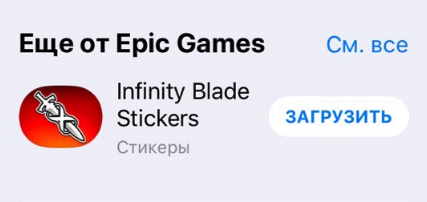 Еще от Epic Games
См. все
Infinity Blade
Stickers
ЗАГРУЗИТЬ
Стикеры